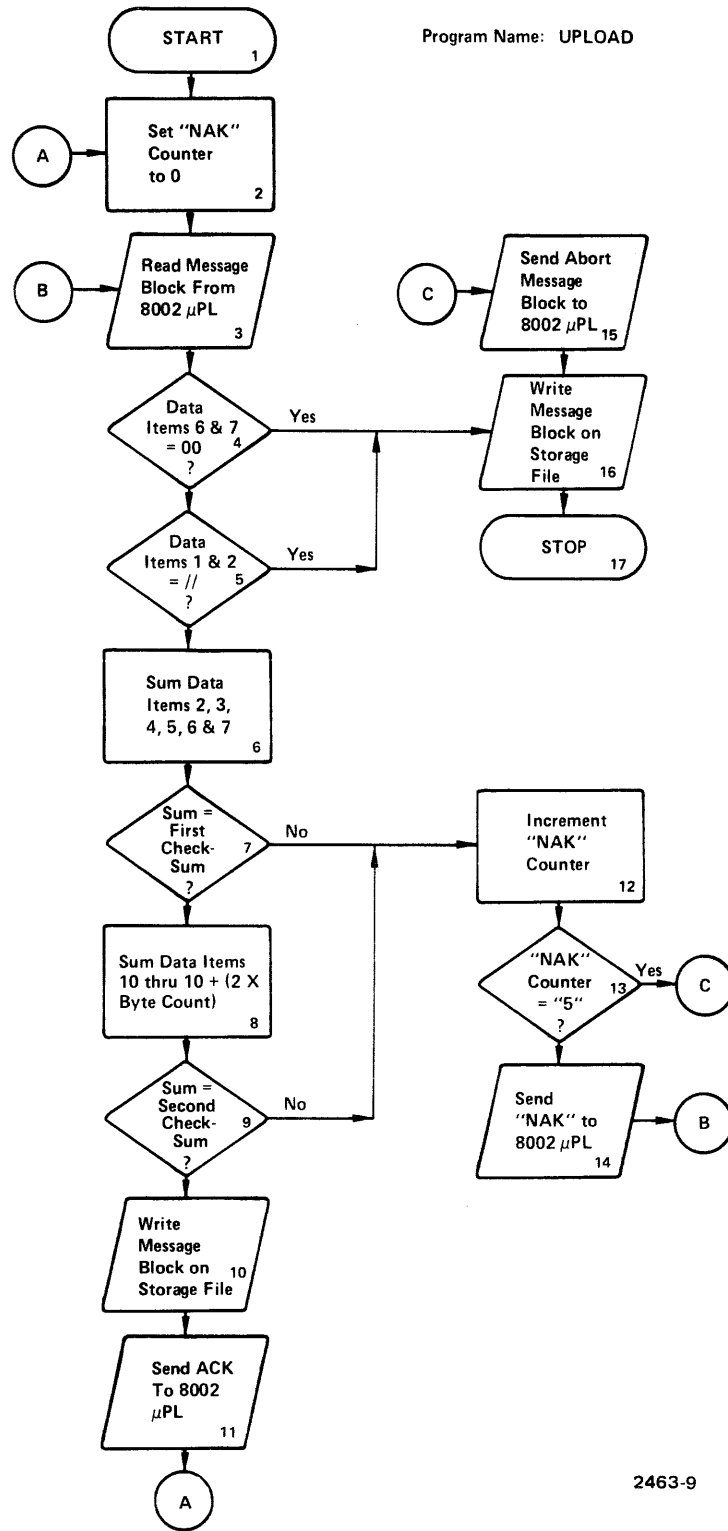 Program Name: UPLOAD
START
1
A
Set "NAK"
Counter
to 0
2
B
Read Message
Block From
8002 μPL
3
C
Send Abort
Message
Block to
8002 μPL
15
Data
Items 6 & 7
= 00
?
4
Yes
Write
Message
Block on
Storage
File
16
Data
Items 1 & 2
= //
?
5
Yes
STOP
17
Sum Data
Items 2, 3,
4, 5, 6 & 7
6
Sum =
First
Check-
Sum
?
7
No
Increment
"NAK"
Counter
12
Sum Data Items
10 thru 10 + (2 X
Byte Count)
8
"NAK"
Counter
= "5"
?
13
Yes
C
Sum =
Second
Check-
Sum
?
9
No
Send
"NAK" to
8002 μPL
14
B
Write
Message
Block on
Storage File
10
Send ACK
To 8002
μPL
11
A
2463-9